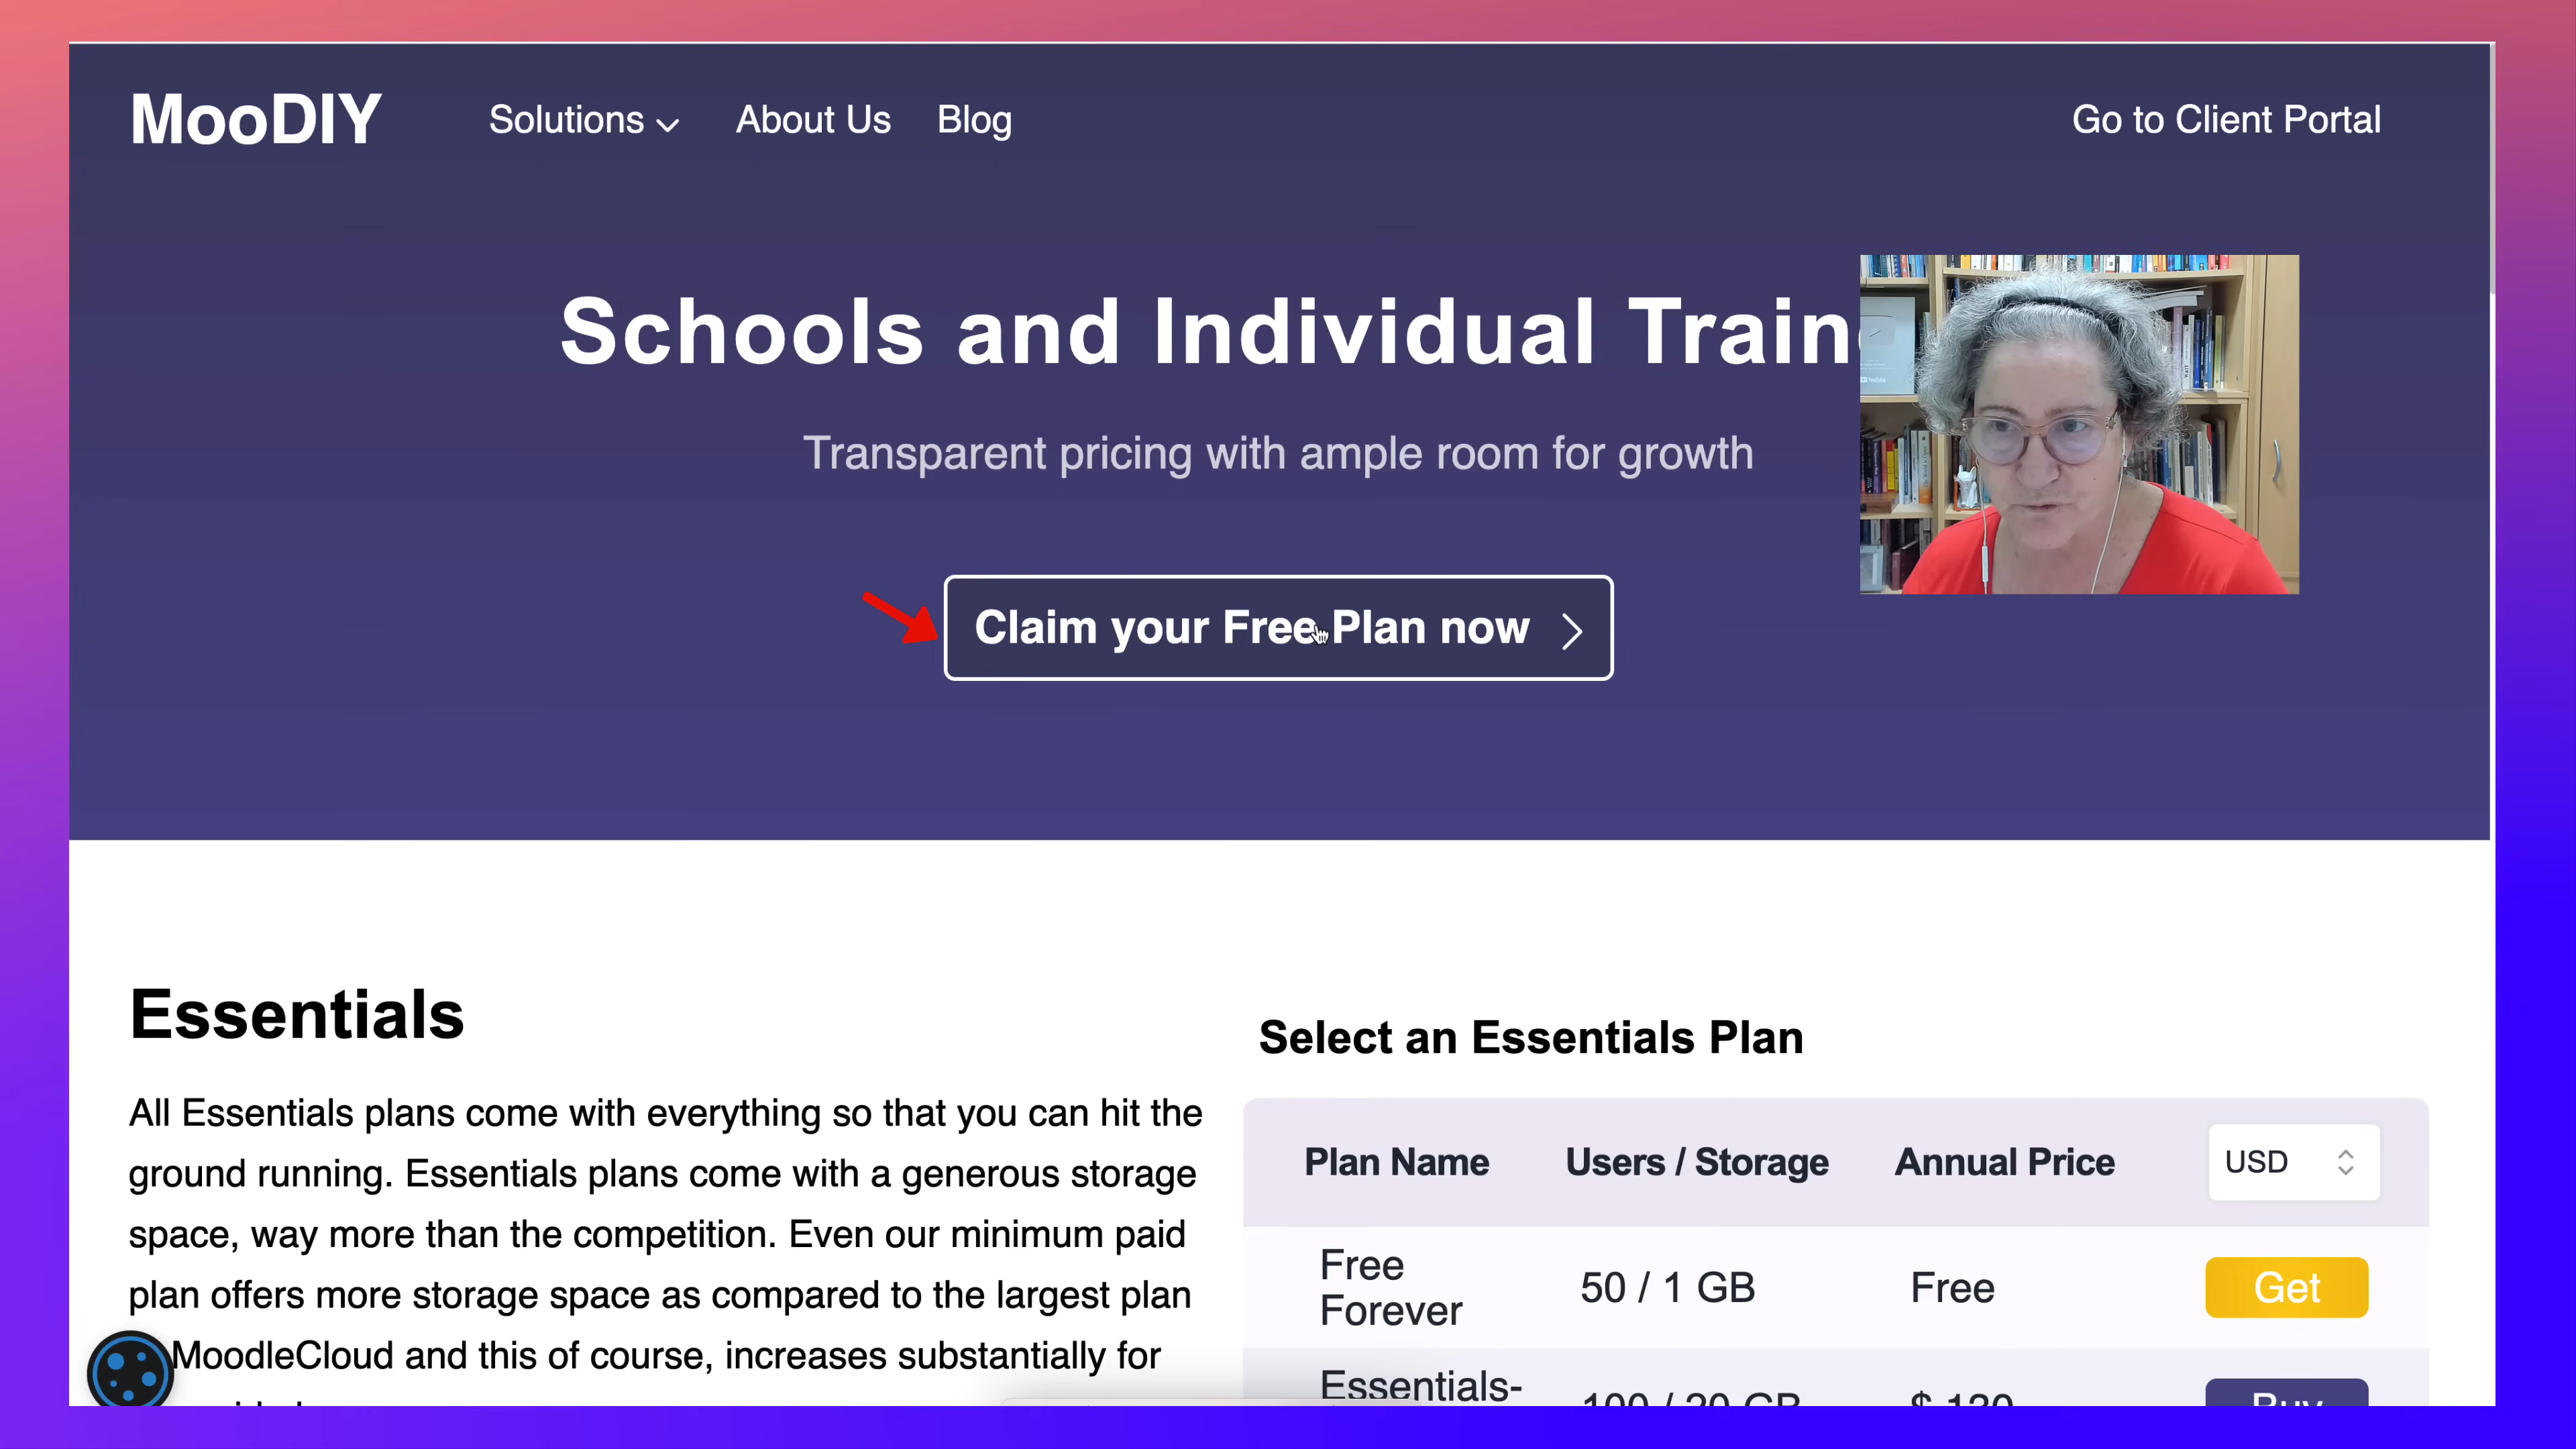 MooDIY
Solutions
About Us
Blog
Go to Client Portal
Schools and Individual
Transparent pricing with ample room for growth
Claim your Free Plan now
Essentials
All Essentials plans come with everything so that you can hit the
ground running. Essentials plans come with a generous storage
space, way more than the competition. Even our minimum paid
plan offers more storage space as compared to the largest plan
MoodleCloud and this of course, increases substantially for
Select an Essentials Plan
Plan Name
Users / Storage
Annual Price
USD
Free
Forever
50 / 1 GB
Free
Get
Essentials-
Buy